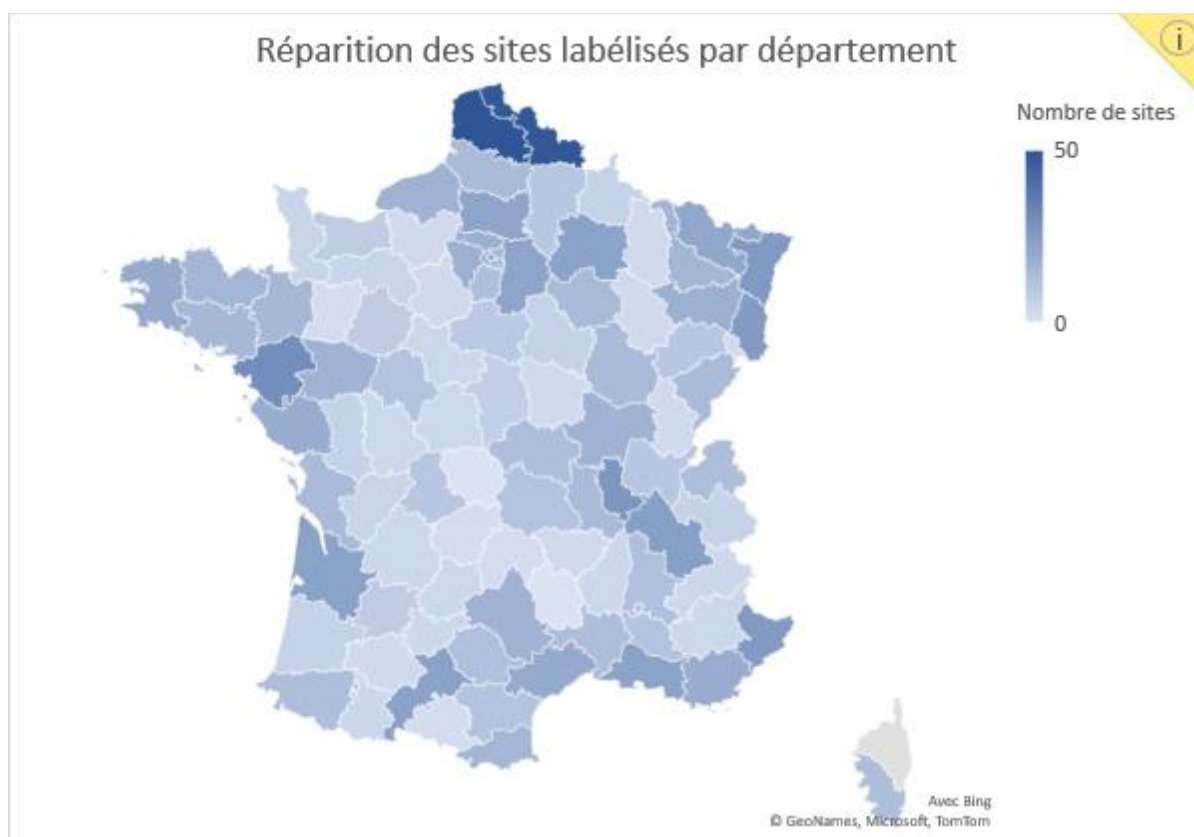 Réparition des sites labélisés par département
i
Nombre de sites
50
0
Avec Bing
© GeoNames, Microsoft, TomTom